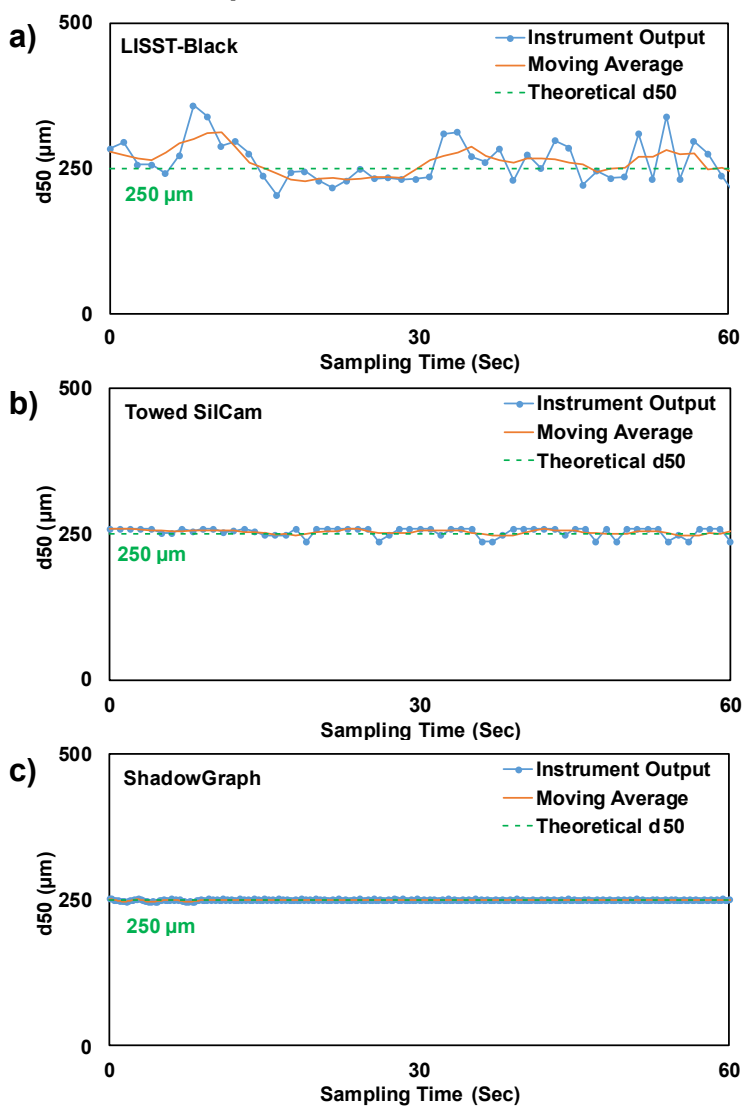 a)
500
LISST-Black
Instrument Output
Moving Average
Theoretical d50
d50 (µm)
250
250 µm
0
0
30
60
Sampling Time (Sec)
b)
500
Towed SilCam
Instrument Output
Moving Average
Theoretical d50
d50 (µm)
250
250 µm
0
0
30
60
Sampling Time (Sec)
c)
500
ShadowGraph
Instrument Output
Moving Average
Theoretical d50
d50 (µm)
250
250 µm
0
0
30
60
Sampling Time (Sec)